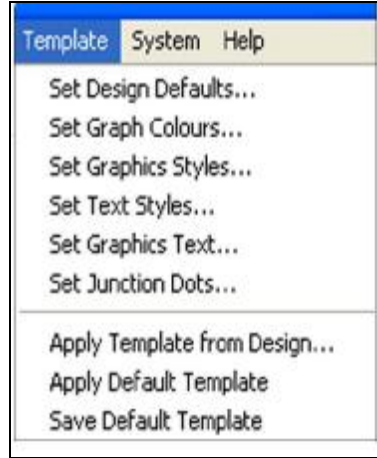 Template System Help
Set Design Defaults...
Set Graph Colours...
Set Graphics Styles...
Set Text Styles...
Set Graphics Text...
Set Junction Dots...
Apply Template from Design...
Apply Default Template
Save Default Template